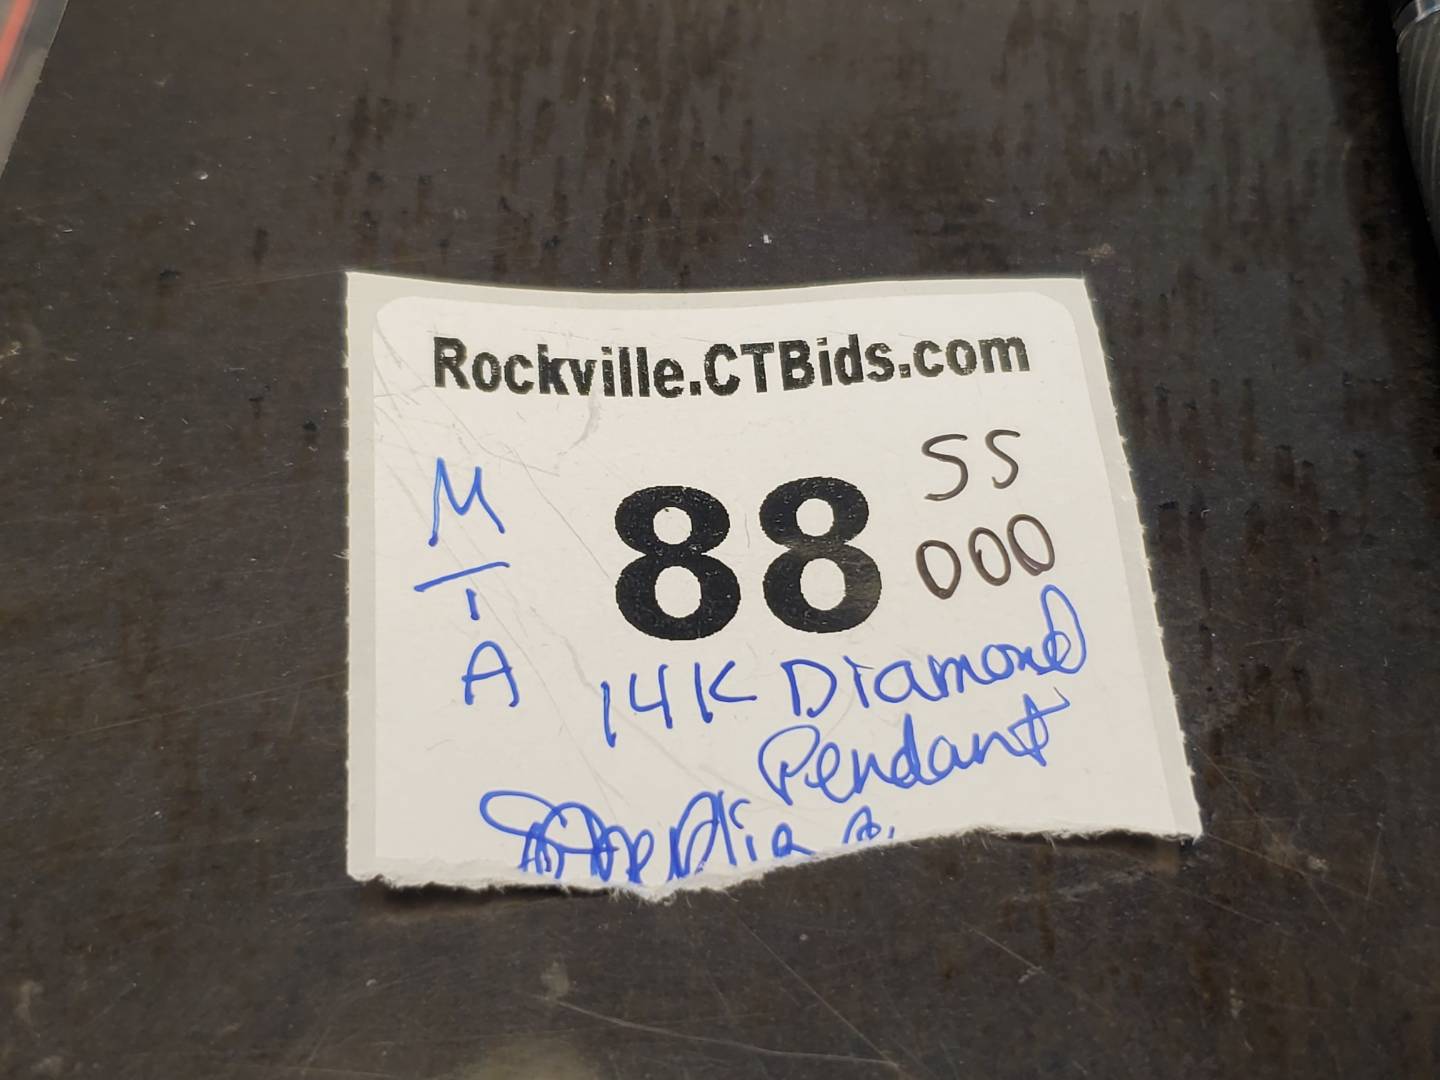 Rockville.CTBids.com
M
T
A
88
SS
000
14K Diamond
Pendant